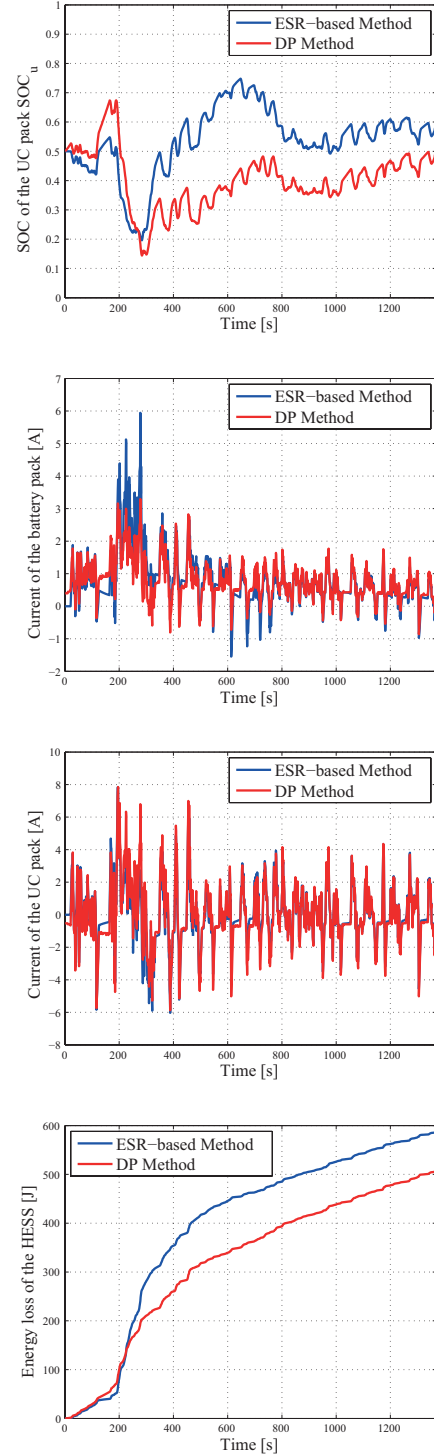 1
0.9
0.8
0.7
0.6
0.5
0.4
0.3
0.2
0.1
0
SOC of the UC pack SOC_u
ESR−based Method
DP Method
0 200 400 600 800 1000 1200
Time [s]
7
6
5
4
3
2
1
0
−1
−2
Current of the battery pack [A]
ESR−based Method
DP Method
0 200 400 600 800 1000 1200
Time [s]
10
8
6
4
2
0
−2
−4
−6
−8
Current of the UC pack [A]
ESR−based Method
DP Method
0 200 400 600 800 1000 1200
Time [s]
600
500
400
300
200
100
0
Energy loss of the HESS [J]
ESR−based Method
DP Method
0 200 400 600 800 1000 1200
Time [s]